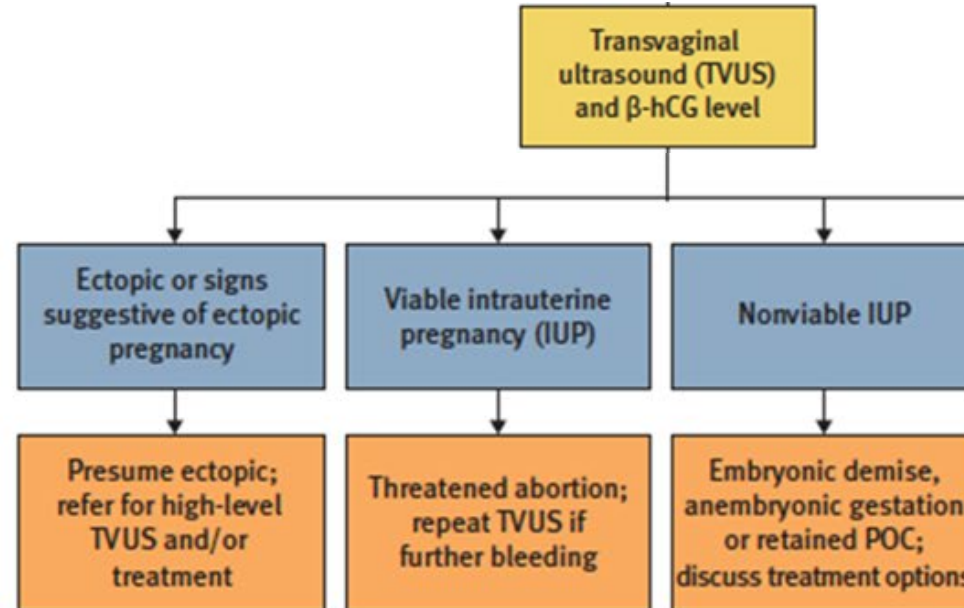 Transvaginal
ultrasound (TVUS)
and β-hCG level
Ectopic or signs
suggestive of ectopic
pregnancy
Viable intrauterine
pregnancy (IUP)
Nonviable IUP
Presume ectopic;
refer for high-level
TVUS and/or
treatment
Threatened abortion;
repeat TVUS if
further bleeding
Embryonic demise,
anembryonic gestation
or retained POC;
discuss treatment options